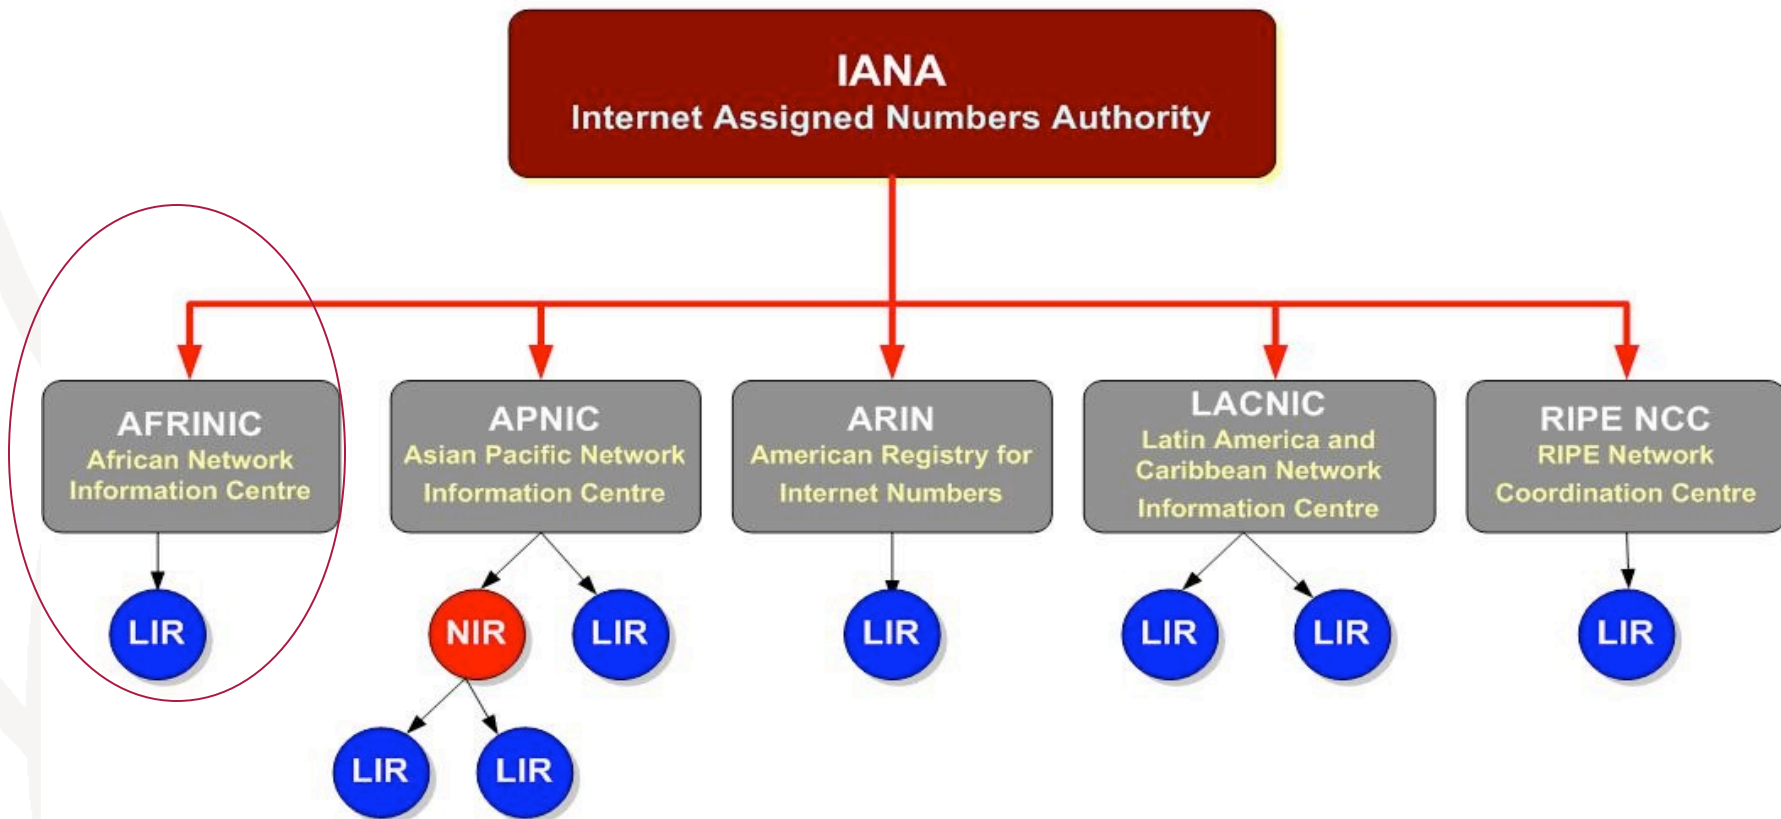 IANA
Internet Assigned Numbers Authority
AFRINIC
African Network
Information Centre
APNIC
Asian Pacific Network
Information Centre
ARIN
American Registry for
Internet Numbers
LACNIC
Latin America and
Caribbean Network
Information Centre
RIPE NCC
RIPE Network
Coordination Centre
LIR
NIR
LIR
LIR
LIR
LIR
LIR
LIR
LIR